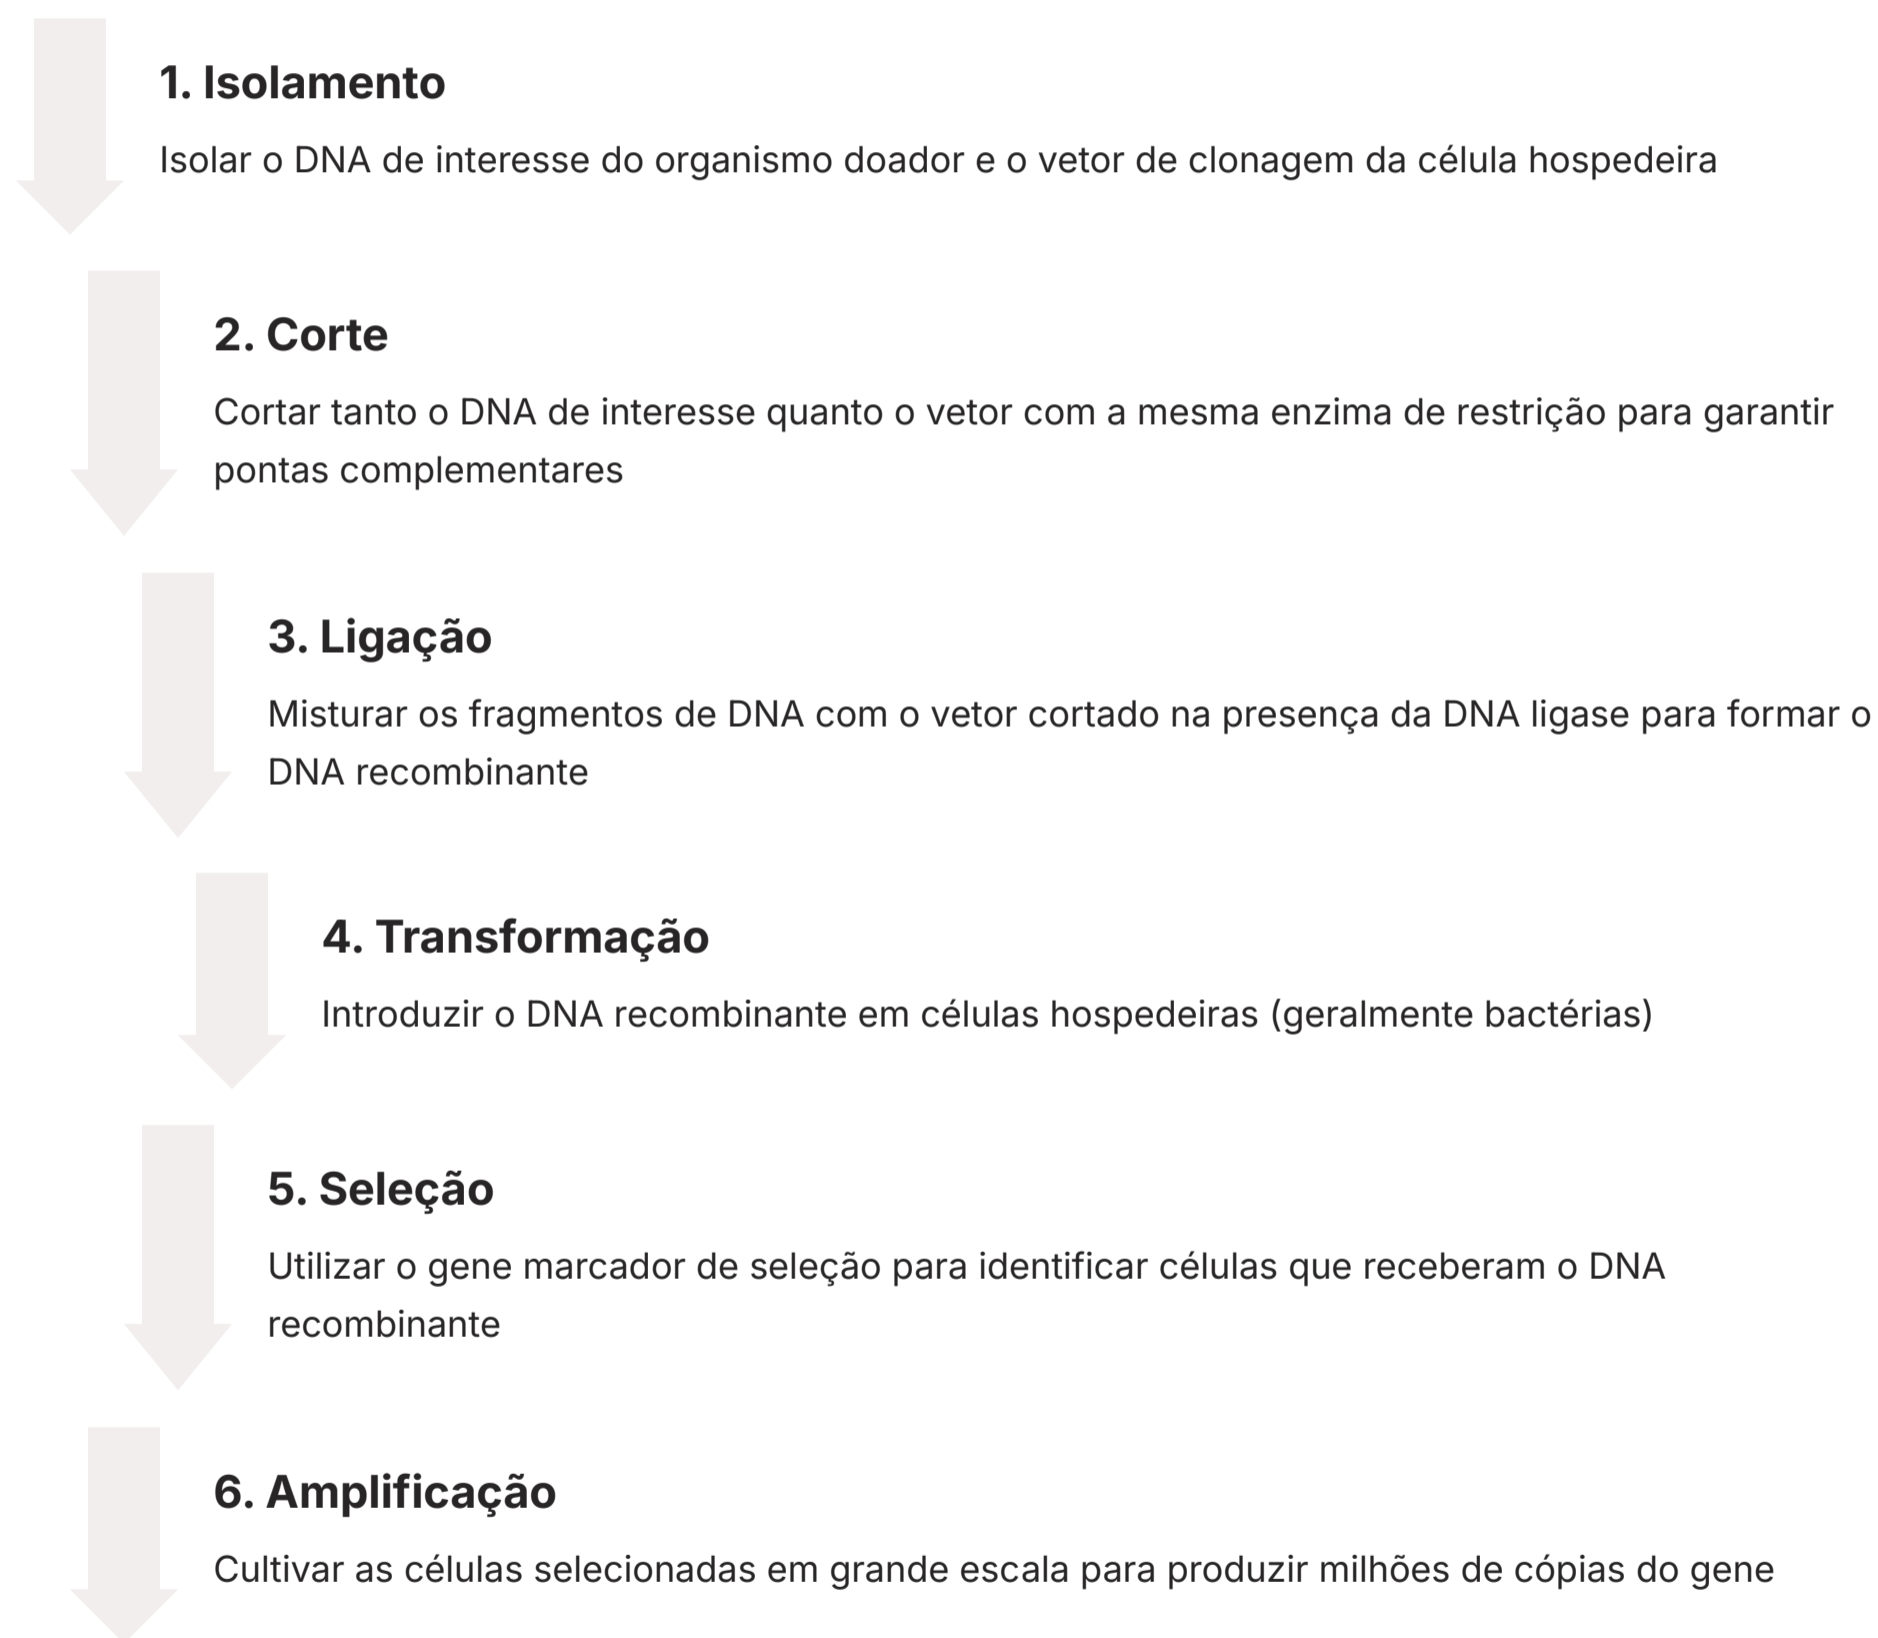 1. Isolamento
Isolar o DNA de interesse do organismo doador e o vetor de clonagem da célula hospedeira
2. Corte
Cortar tanto o DNA de interesse quanto o vetor com a mesma enzima de restrição para garantir
pontas complementares
3. Ligação
Misturar os fragmentos de DNA com o vetor cortado na presença da DNA ligase para formar o
DNA recombinante
4. Transformação
Introduzir o DNA recombinante em células hospedeiras (geralmente bactérias)
5. Seleção
Utilizar o gene marcador de seleção para identificar células que receberam o DNA
recombinante
6. Amplificação
Cultivar as células selecionadas em grande escala para produzir milhões de cópias do gene